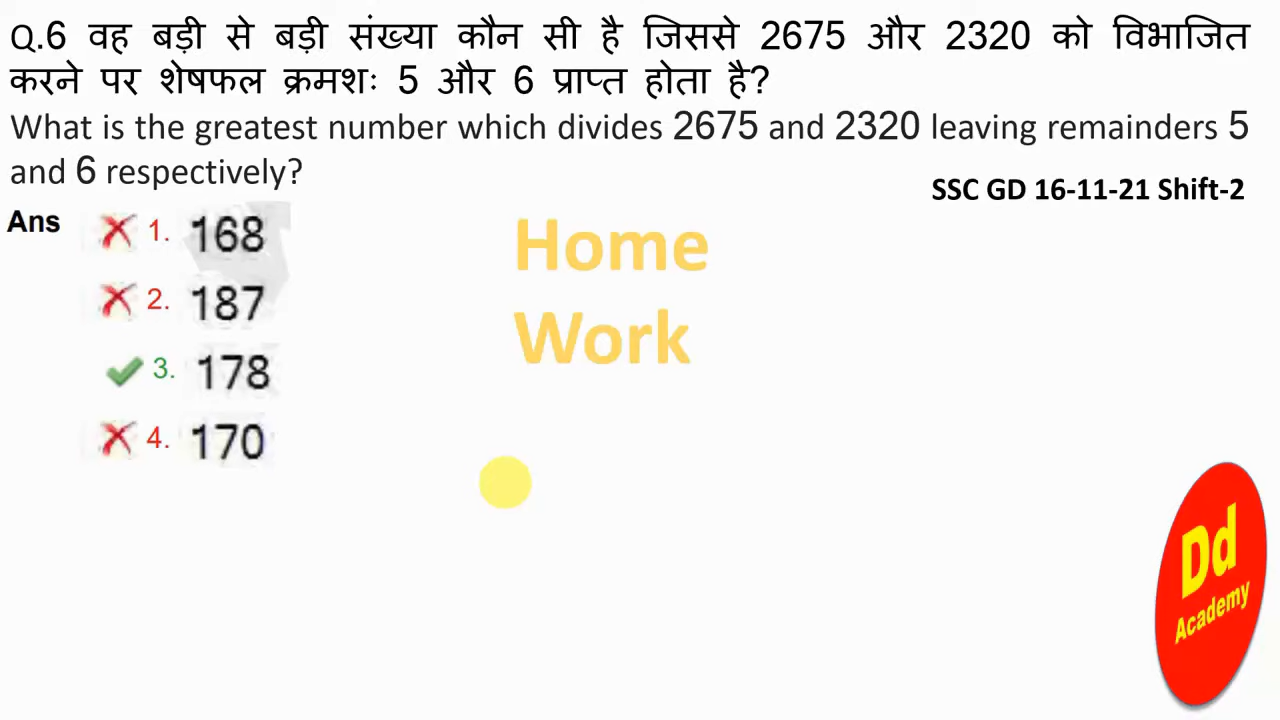 Q.6 वह बड़ी से बड़ी संख्या कौन सी है जिससे 2675 और 2320 को विभाजित
करने पर शेषफल क्रमशः 5 और 6 प्राप्त होता है?
What is the greatest number which divides 2675 and 2320 leaving remainders 5
and 6 respectively?
SSC GD 16-11-21 Shift-2
Ans
1. 168
2. 187
3. 178
4. 170
Home
Work
Dd
Academy